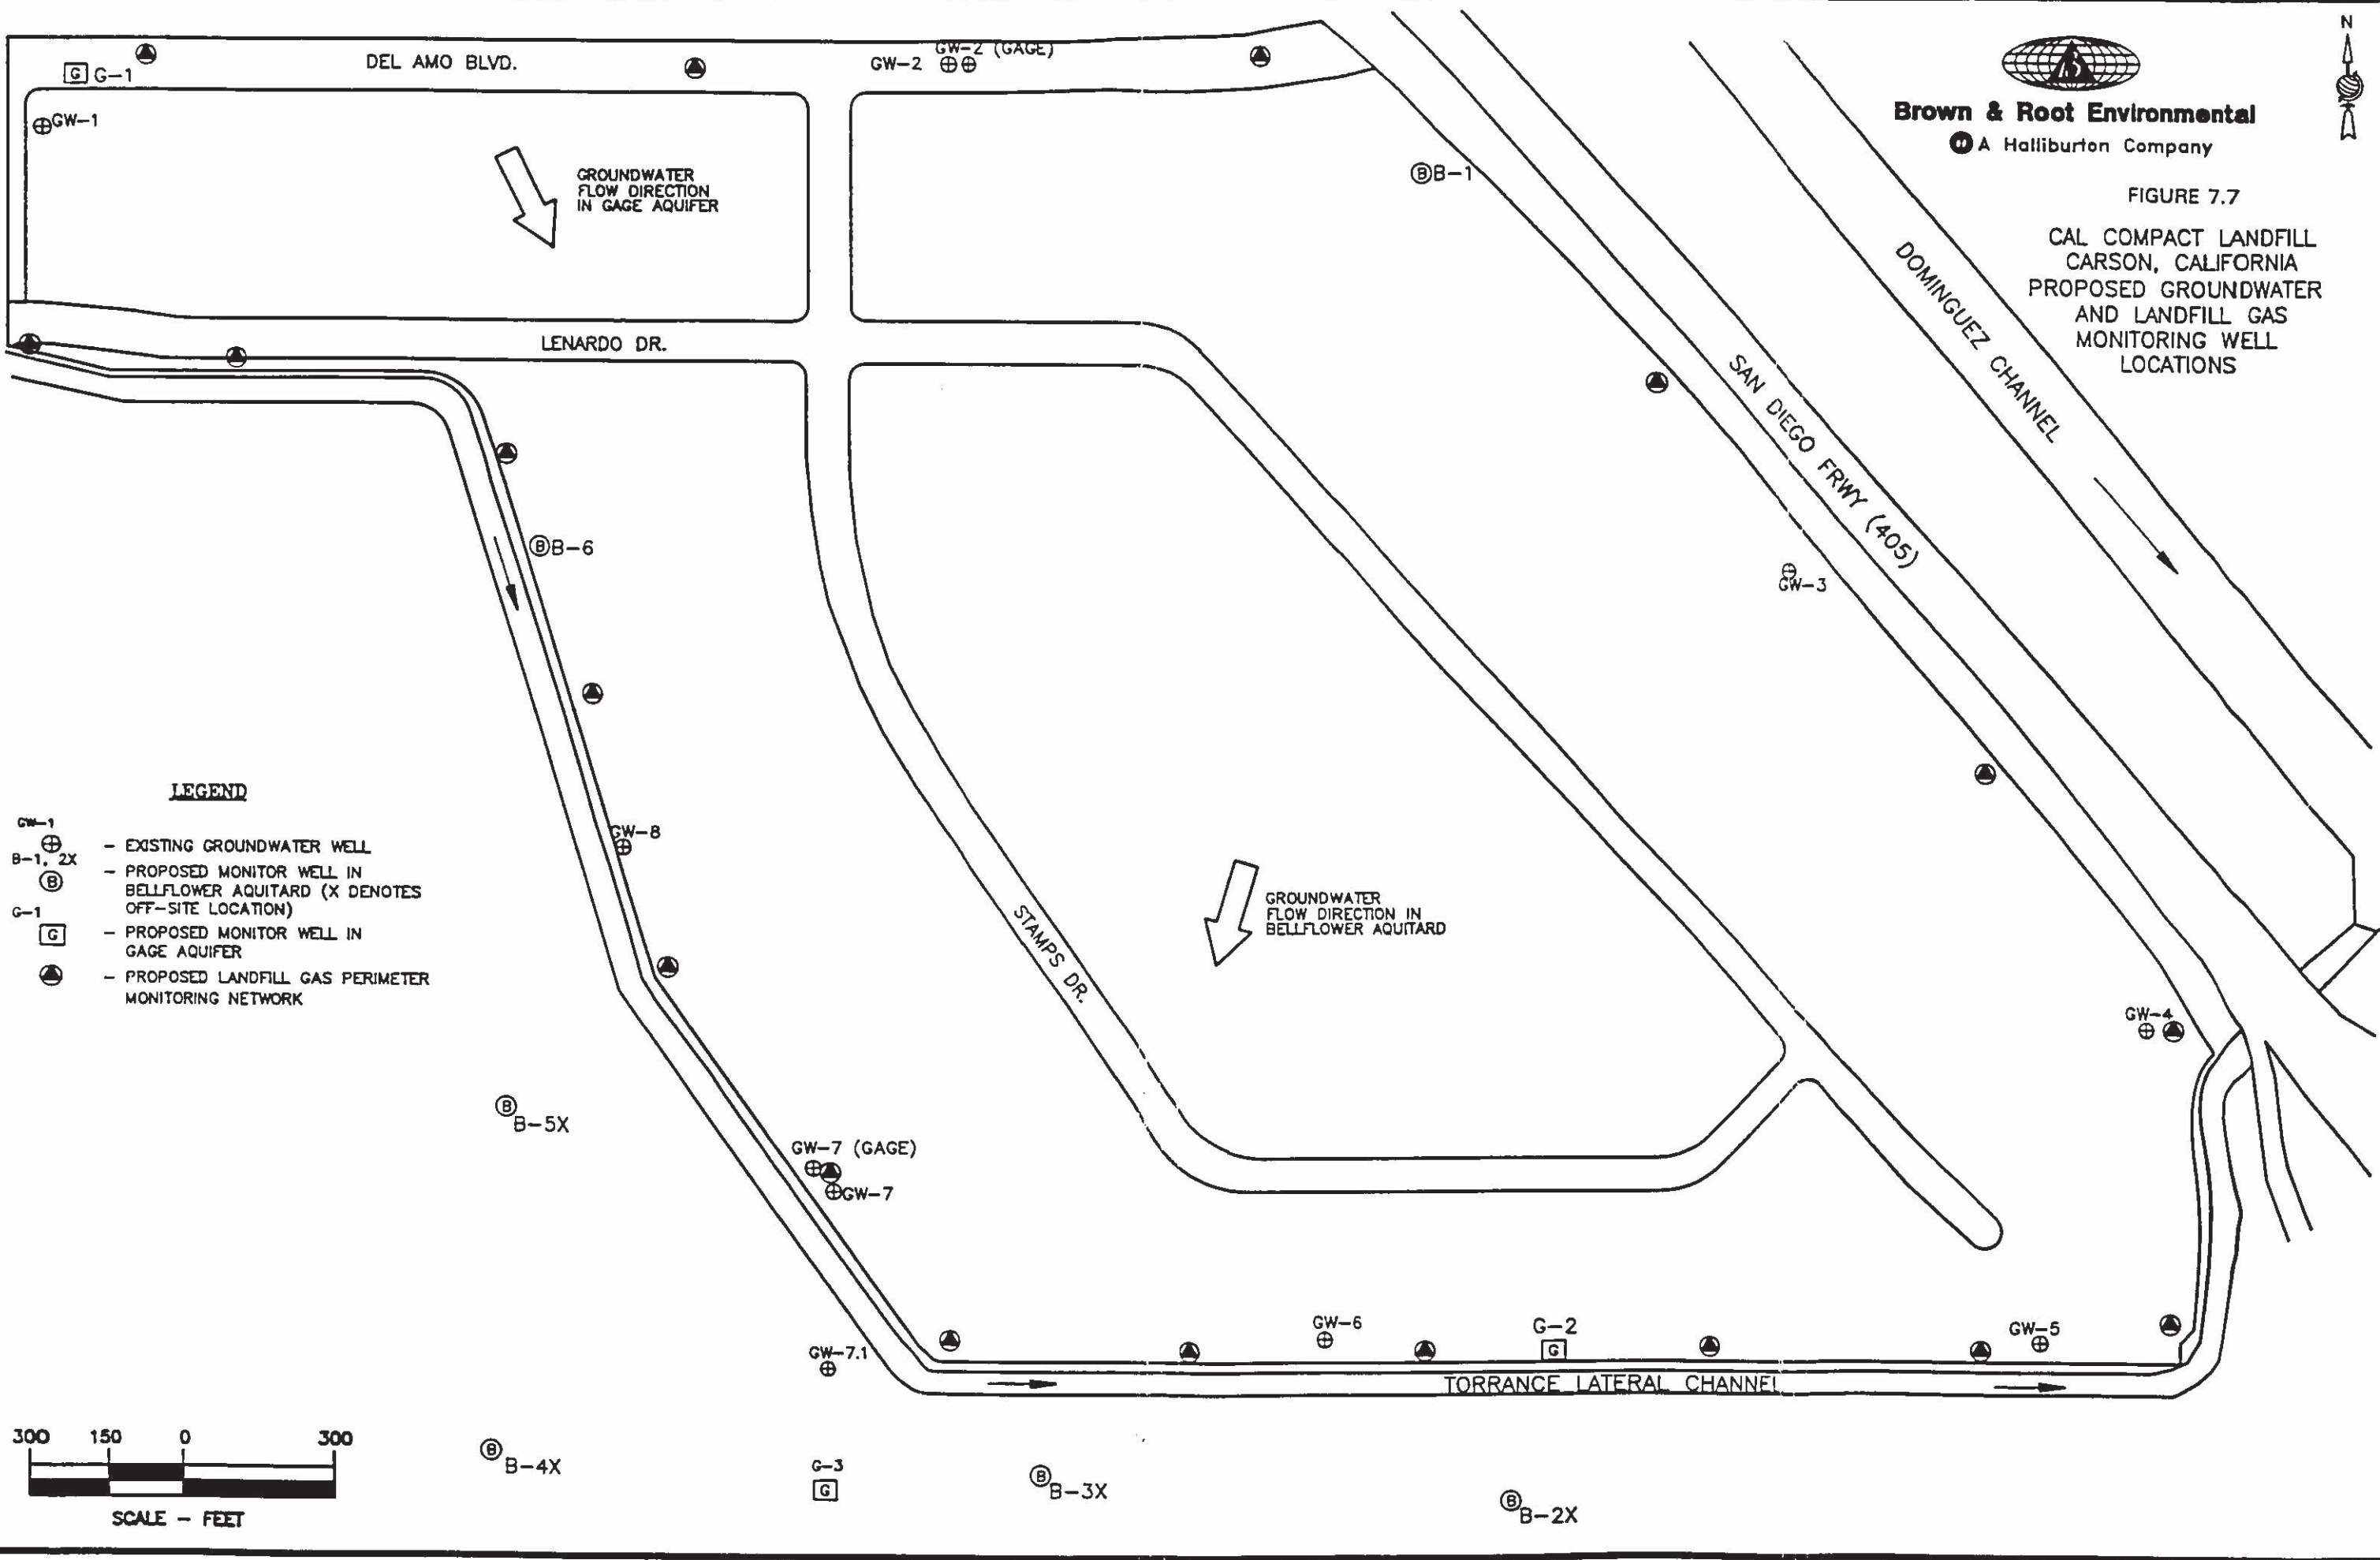 DEL AMO BLVD.
G G-1
GW-2 (GAGE)
GW-2
GW-1
GROUNDWATER
FLOW DIRECTION
IN GAGE AQUIFER
B B-1
N
Brown & Root Environmental
A Halliburton Company
FIGURE 7.7
CAL COMPACT LANDFILL
CARSON, CALIFORNIA
PROPOSED GROUNDWATER
AND LANDFILL GAS
MONITORING WELL
LOCATIONS
DOMINGUEZ CHANNEL
SAN DIEGO FRWY (405)
LENARDO DR.
B B-6
GW-3
LEGEND
GW-1
- EXISTING GROUNDWATER WELL
B-1, 2X
B
- PROPOSED MONITOR WELL IN
BELLFLOWER AQUITARD (X DENOTES
OFF-SITE LOCATION)
G-1
G
- PROPOSED MONITOR WELL IN
GAGE AQUIFER
- PROPOSED LANDFILL GAS PERIMETER
MONITORING NETWORK
GW-8
STAMPS DR.
GROUNDWATER
FLOW DIRECTION IN
BELLFLOWER AQUITARD
GW-4
B
B-5X
GW-7 (GAGE)
GW-7
GW-7.1
GW-6
G-2
G
GW-5
TORRANCE LATERAL CHANNEL
300 150 0 300
SCALE - FEET
B
B-4X
G-3
G
B
B-3X
B
B-2X